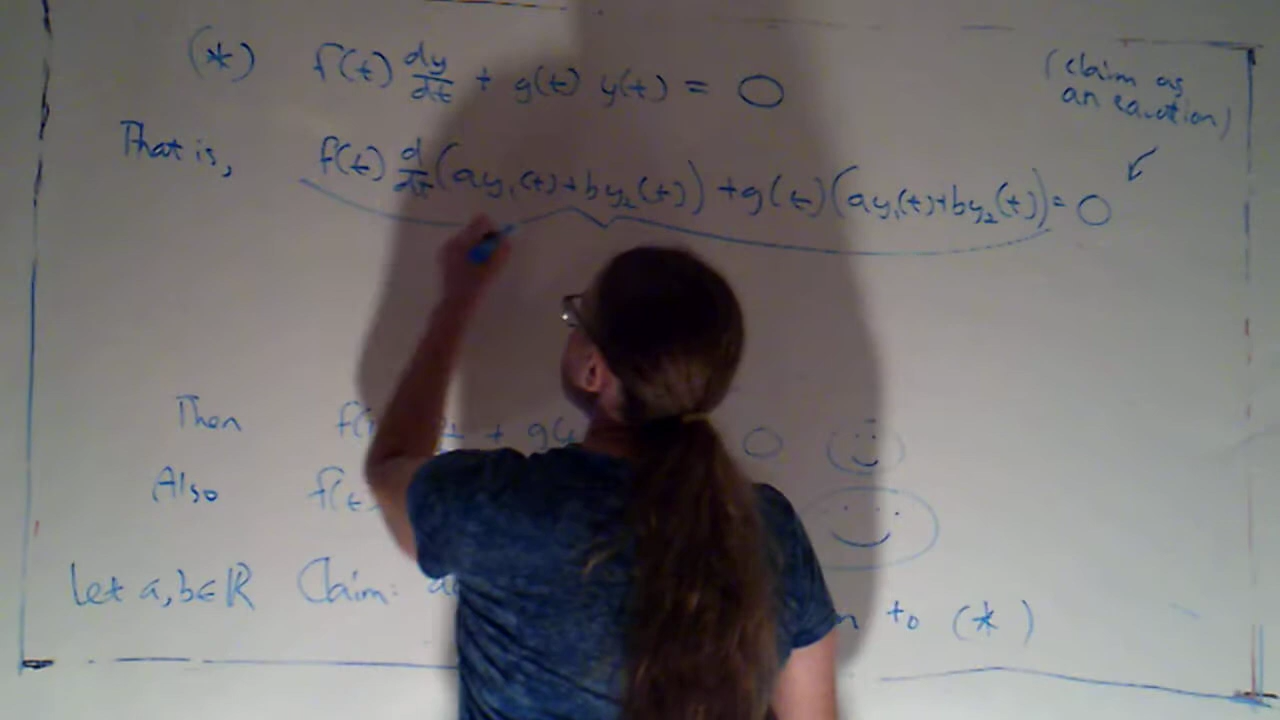 (*) f(t) dy/dt + g(t) y(t) = 0
(claim as
an equation)
That is, f(t) d/dt (ay₁(t)+by₂(t)) + g(t)(ay₁(t)+by₂(t)) = 0
Then + 0
Also f(t
Let a,b∈ℝ Claim: to (*)